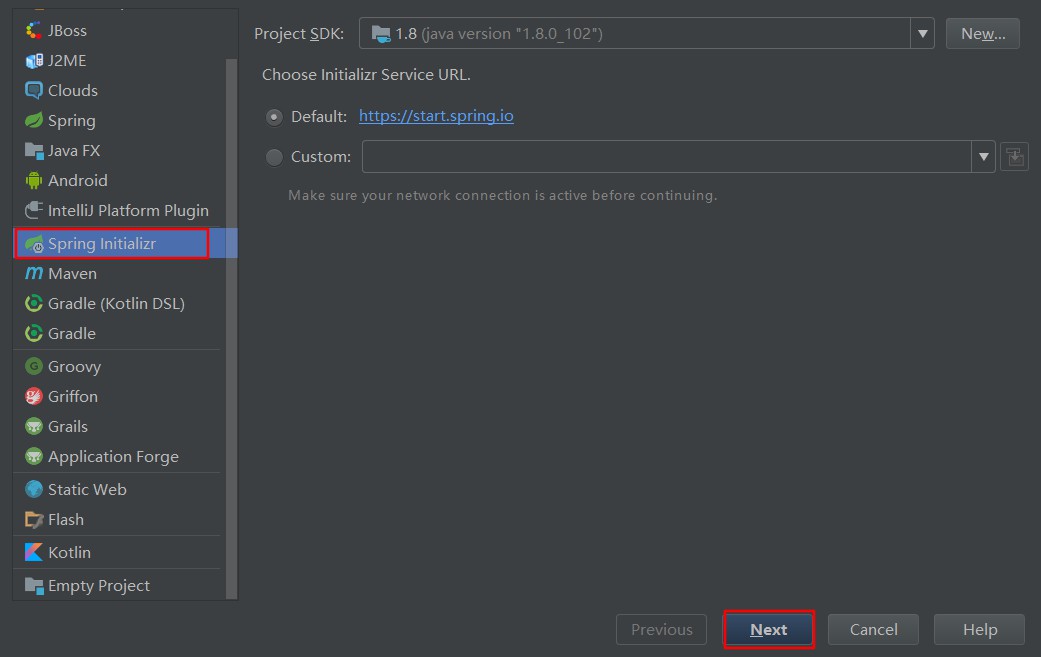 JBoss
J2ME
Clouds
Spring
Java FX
Android
IntelliJ Platform Plugin
Spring Initializr
Maven
Gradle (Kotlin DSL)
Gradle
Groovy
Griffon
Grails
Application Forge
Static Web
Flash
Kotlin
Empty Project
Project SDK: 1.8 (java version "1.8.0_102") New...
Choose Initializr Service URL.
Default: https://start.spring.io
Custom:
Make sure your network connection is active before continuing.
Previous Next Cancel Help